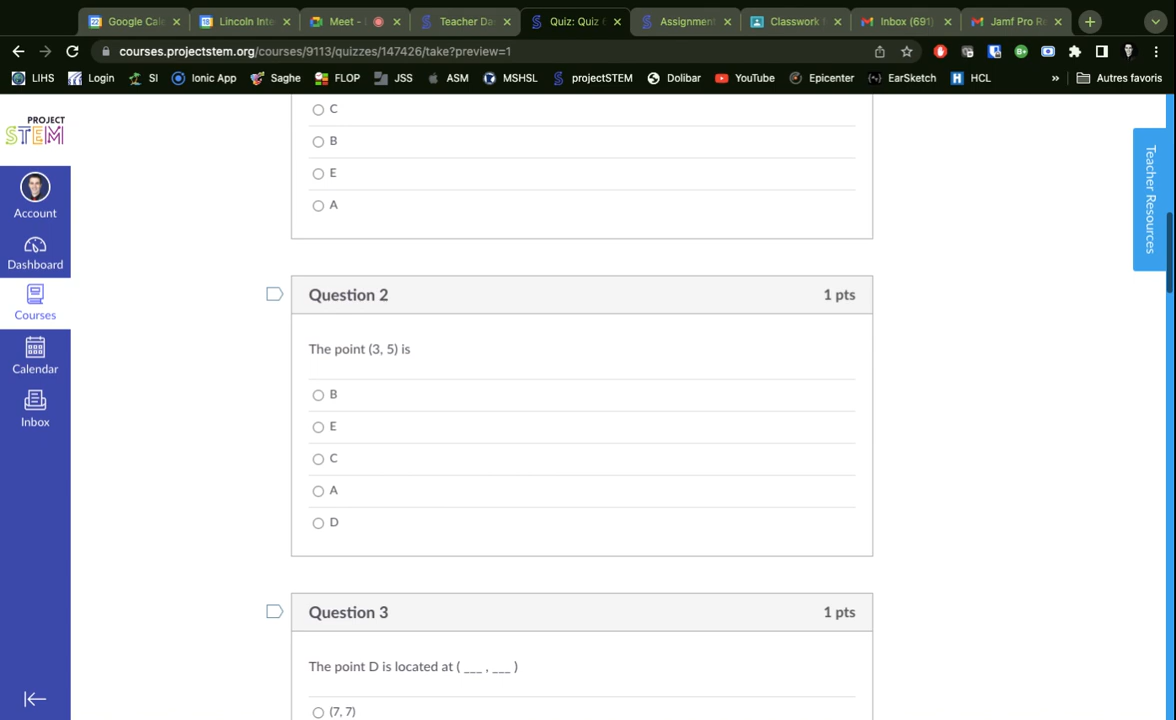 Google Cale
Lincoln Inte
Meet -
Teacher Da
Quiz: Quiz 6
Assignment
Classwork
Inbox (691)
Jamf Pro Re
courses.projectstem.org/courses/9113/quizzes/147426/take?preview=1
LIHS
Login
SI
Ionic App
Saghe
FLOP
JSS
ASM
MSHSL
projectSTEM
Dolibar
YouTube
Epicenter
EarSketch
HCL
»
Autres favoris
PROJECT
STEM
Account
Dashboard
Courses
Calendar
Inbox
Teacher Resources
C
B
E
A
Question 2 1 pts
The point (3, 5) is
B
E
C
A
D
Question 3 1 pts
The point D is located at ( ___ , ___ )
(7, 7)